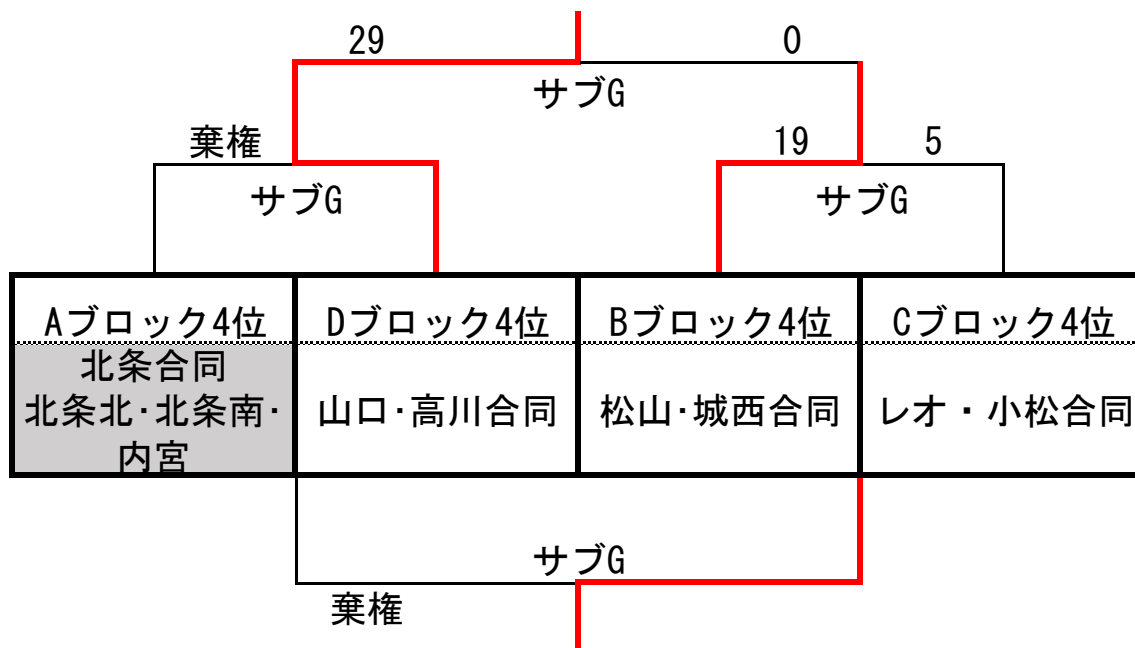 29
0
サブG
棄権
19
5
サブG
サブG
Aブロック4位
Dブロック4位
Bブロック4位
Cブロック4位
北条合同
北条北･北条南･
内宮
山口･高川合同
松山･城西合同
レオ・小松合同
サブG
棄権